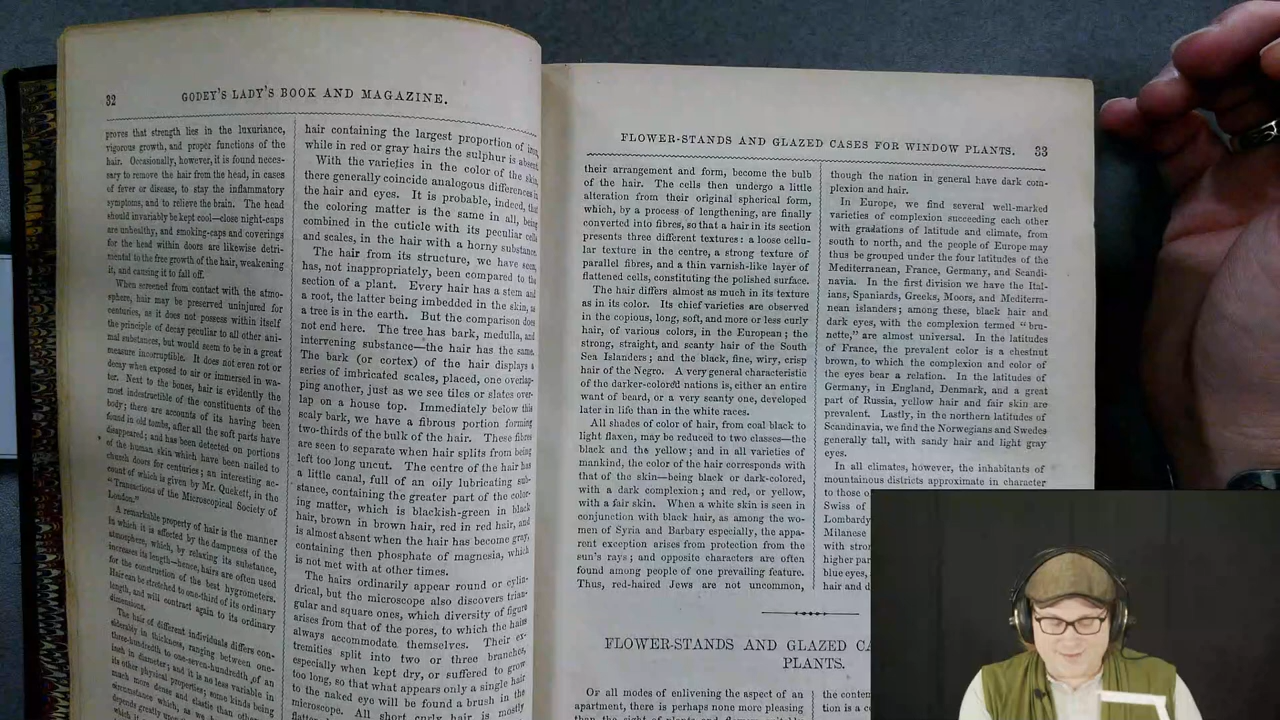 32
GODEY'S LADY'S BOOK AND MAGAZINE.
proves that strength lies in the luxuriance,
vigorous growth, and proper functions of the
hair. Occasionally, however, it is found neces-
sary to remove the hair from the head, in cases
of fever or disease, to stay the inflammatory
symptoms, and to relieve the brain. The head
should invariably be kept cool—close night-caps
are unhealthy, and smoking-caps and coverings
for the head within doors are likewise detri-
mental to the free growth of the hair, weakening
it, and causing it to fall off.
When screened from contact with the atmo-
sphere, hair may be preserved uninjured for
centuries, as it does not possess within itself
the principle of decay peculiar to all other ani-
mal substances, but would seem to be in a great
measure incorruptible. It does not even rot or
decay when exposed to air or immersed in wa-
ter. Next to the bones, hair is evidently the
most indestructible of the constituents of the
body; there are accounts of its having been
found in old tombs, after all the soft parts have
disappeared; and has been detected on portions
of the human skin which have been nailed to
church doors for centuries; an interesting ac-
count of which is given by Mr. Quekett, in the
"Transactions of the Microscopical Society of
London."
A remarkable property of hair is the manner
in which it is affected by the dampness of the
atmosphere, which, by relaxing its substance,
increases its length—hence, hairs are often used
for the construction of the best hygrometers.
Hair can be stretched to one-third of its ordinary
length, and will contract again to its ordinary
dimensions.
The hair of different individuals differs con-
siderably in thickness, ranging between one-
three-hundredth to one-seven-hundredth of an
inch in diameter; and it is no less variable in
its other physical properties; some kinds being
much more dense and elastic than others,
circumstance which, as we
depends greatly upon
hair containing the largest proportion of iron,
while in red or gray hairs the sulphur is absent.
With the varieties in the color of the skin,
there generally coincide analogous differences in
the hair and eyes. It is probable, indeed, that
the coloring matter is the same in all, being
combined in the cuticle with its peculiar cells
and scales, in the hair with a horny substance.
The hair from its structure, we have seen,
has, not inappropriately, been compared to the
section of a plant. Every hair has a stem and
a root, the latter being imbedded in the skin, as
a tree is in the earth. But the comparison does
not end here. The tree has bark, medulla, and
intervening substance—the hair has the same.
The bark (or cortex) of the hair displays a
series of imbricated scales, placed, one overlap-
ping another, just as we see tiles or slates over-
lap on a house top. Immediately below this
scaly bark, we have a fibrous portion forming
two-thirds of the bulk of the hair. These fibres
are seen to separate when hair splits from being
left too long uncut. The centre of the hair has
a little canal, full of an oily lubricating sub-
stance, containing the greater part of the color-
ing matter, which is blackish-green in black
hair, brown in brown hair, red in red hair, and
is almost absent when the hair has become gray,
containing then phosphate of magnesia, which
is not met with at other times.
The hairs ordinarily appear round or cylin-
drical, but the microscope also discovers trian-
gular and square ones, which diversity of figure
arises from that of the pores, to which the hairs
always accommodate themselves. Their ex-
tremities split into two or three branches,
especially when kept dry, or suffered to grow
too long, so that what appears only a single hair
to the naked eye will be found a brush in the
microscope. All short curly hair is mostly
FLOWER-STANDS AND GLAZED CASES FOR WINDOW PLANTS.
33
their arrangement and form, become the bulb
of the hair. The cells then undergo a little
alteration from their original spherical form,
which, by a process of lengthening, are finally
converted into fibres, so that a hair in its section
presents three different textures: a loose cellu-
lar texture in the centre, a strong texture of
parallel fibres, and a thin varnish-like layer of
flattened cells, constituting the polished surface.
The hair differs almost as much in its texture
as in its color. Its chief varieties are observed
in the copious, long, soft, and more or less curly
hair, of various colors, in the European; the
strong, straight, and scanty hair of the South
Sea Islanders; and the black, fine, wiry, crisp
hair of the Negro. A very general characteristic
of the darker-colored nations is, either an entire
want of beard, or a very scanty one, developed
later in life than in the white races.
All shades of color of hair, from coal black to
light flaxen, may be reduced to two classes—the
black and the yellow; and in all varieties of
mankind, the color of the hair corresponds with
that of the skin—being black or dark-colored,
with a dark complexion; and red, or yellow,
with a fair skin. When a white skin is seen in
conjunction with black hair, as among the wo-
men of Syria and Barbary especially, the appa-
rent exception arises from protection from the
sun's rays; and opposite characters are often
found among people of one prevailing feature.
Thus, red-haired Jews are not uncommon,
though the nation in general have dark com-
plexion and hair.
In Europe, we find several well-marked
varieties of complexion succeeding each other
with gradations of latitude and climate, from
south to north, and the people of Europe may
thus be grouped under the four latitudes of the
Mediterranean, France, Germany, and Scandi-
navia. In the first division we have the Ital-
ians, Spaniards, Greeks, Moors, and Mediterra-
nean islanders; among these, black hair and
dark eyes, with the complexion termed "bru-
nette," are almost universal. In the latitudes
of France, the prevalent color is a chestnut
brown, to which the complexion and color of
the eyes bear a relation. In the latitudes of
Germany, in England, Denmark, and a great
part of Russia, yellow hair and fair skin are
prevalent. Lastly, in the northern latitudes of
Scandinavia, we find the Norwegians and Swedes
generally tall, with sandy hair and light gray
eyes.
In all climates, however, the inhabitants of
mountainous districts approximate in character
to those o
Swiss of
Lombardy
Milanese
with stron
higher par
blue eyes,
hair and d
FLOWER-STANDS AND GLAZED CA
PLANTS.
Of all modes of enlivening the aspect of an
apartment, there is perhaps none more pleasing
than the sight of plants and flowers suitably
the conten
tion is a c